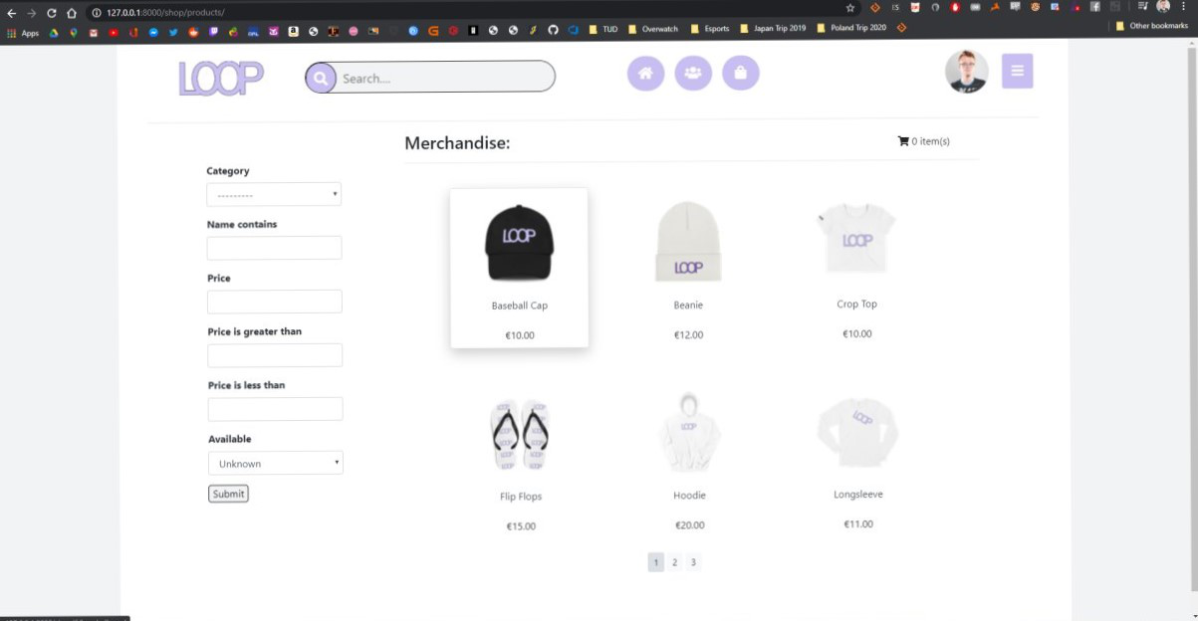 127.0.0.1:8000/shop/products/
Apps
TUD
Overwatch
Esports
Japan Trip 2019
Poland Trip 2020
Other bookmarks
LOOP
Search....
Merchandise:
0 item(s)
Category
---------
Name contains
Price
Price is greater than
Price is less than
Available
Unknown
Submit
LOOP
LOOP
LOOP
Baseball Cap
Beanie
Crop Top
€10.00
€12.00
€10.00
LOOP
LOOP
LOOP
Flip Flops
Hoodie
Longsleeve
€15.00
€20.00
€11.00
1 2 3